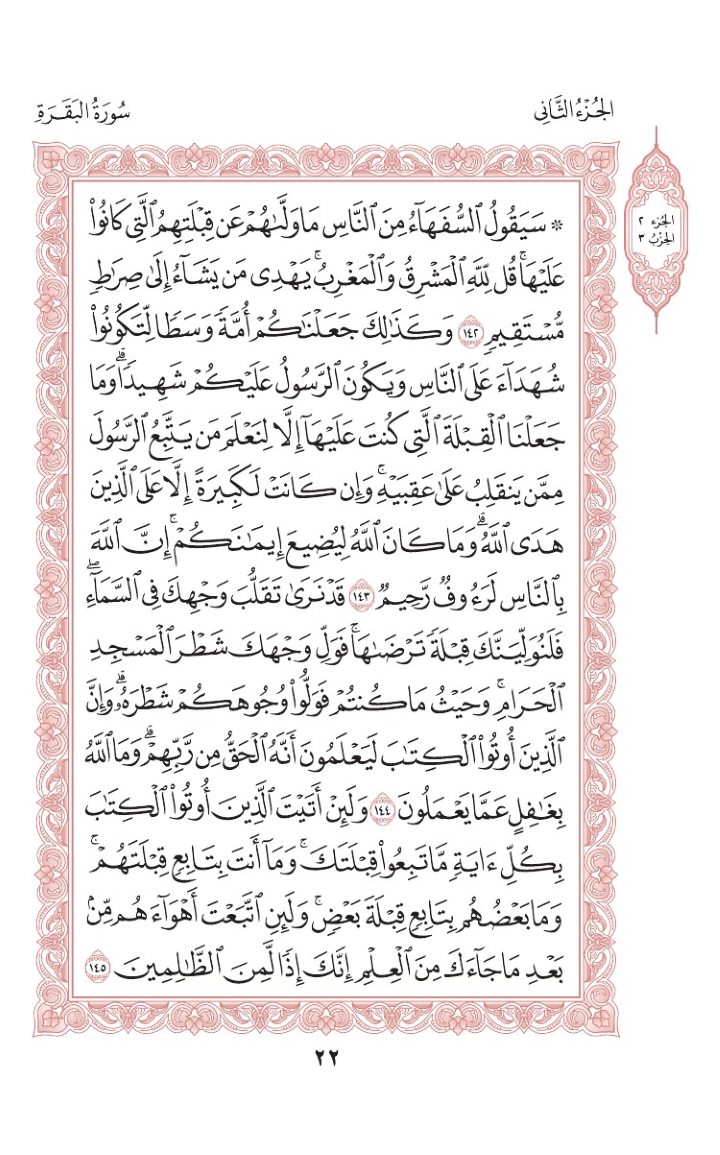 الجُزْءُ الثَّانِي
سُورَةُ البَقَرَةِ
الجُزءِ ٢
الحِزْبُ ٣
* سَيَقُولُ ٱلسُّفَهَآءُ مِنَ ٱلنَّاسِ مَا وَلَّىٰهُمْ عَن قِبْلَتِهِمُ ٱلَّتِى كَانُوا۟
عَلَيْهَا ۚ قُل لِّلَّهِ ٱلْمَشْرِقُ وَٱلْمَغْرِبُ ۚ يَهْدِى مَن يَشَآءُ إِلَىٰ صِرَٰطٍ
مُّسْتَقِيمٍ ١٤٢ وَكَذَٰلِكَ جَعَلْنَٰكُمْ أُمَّةً وَسَطًا لِّتَكُونُوا۟
شُهَدَآءَ عَلَى ٱلنَّاسِ وَيَكُونَ ٱلرَّسُولُ عَلَيْكُمْ شَهِيدًا ۗ وَمَا
جَعَلْنَا ٱلْقِبْلَةَ ٱلَّتِى كُنتَ عَلَيْهَآ إِلَّا لِنَعْلَمَ مَن يَتَّبِعُ ٱلرَّسُولَ
مِمَّن يَنقَلِبُ عَلَىٰ عَقِبَيْهِ ۚ وَإِن كَانَتْ لَكَبِيرَةً إِلَّا عَلَى ٱلَّذِينَ
هَدَى ٱللَّهُ ۗ وَمَا كَانَ ٱللَّهُ لِيُضِيعَ إِيمَٰنَكُمْ ۚ إِنَّ ٱللَّهَ
بِٱلنَّاسِ لَرَءُوفٌ رَّحِيمٌ ١٤٣ قَدْ نَرَىٰ تَقَلُّبَ وَجْهِكَ فِى ٱلسَّمَآءِ ۖ
فَلَنُوَلِّيَنَّكَ قِبْلَةً تَرْضَىٰهَا ۚ فَوَلِّ وَجْهَكَ شَطْرَ ٱلْمَسْجِدِ
ٱلْحَرَامِ ۚ وَحَيْثُ مَا كُنتُمْ فَوَلُّوا۟ وُجُوهَكُمْ شَطْرَهُۥ ۗ وَإِنَّ
ٱلَّذِينَ أُوتُوا۟ ٱلْكِتَٰبَ لَيَعْلَمُونَ أَنَّهُ ٱلْحَقُّ مِن رَّبِّهِمْ ۗ وَمَا ٱللَّهُ
بِغَٰفِلٍ عَمَّا يَعْمَلُونَ ١٤٤ وَلَئِنْ أَتَيْتَ ٱلَّذِينَ أُوتُوا۟ ٱلْكِتَٰبَ
بِكُلِّ ءَايَةٍ مَّا تَبِعُوا۟ قِبْلَتَكَ ۚ وَمَآ أَنتَ بِتَابِعٍ قِبْلَتَهُمْ ۚ
وَمَا بَعْضُهُم بِتَابِعٍ قِبْلَةَ بَعْضٍ ۚ وَلَئِنِ ٱتَّبَعْتَ أَهْوَآءَهُم مِّنۢ
بَعْدِ مَا جَآءَكَ مِنَ ٱلْعِلْمِ إِنَّكَ إِذًا لَّمِنَ ٱلظَّٰلِمِينَ ١٤٥
٢٢